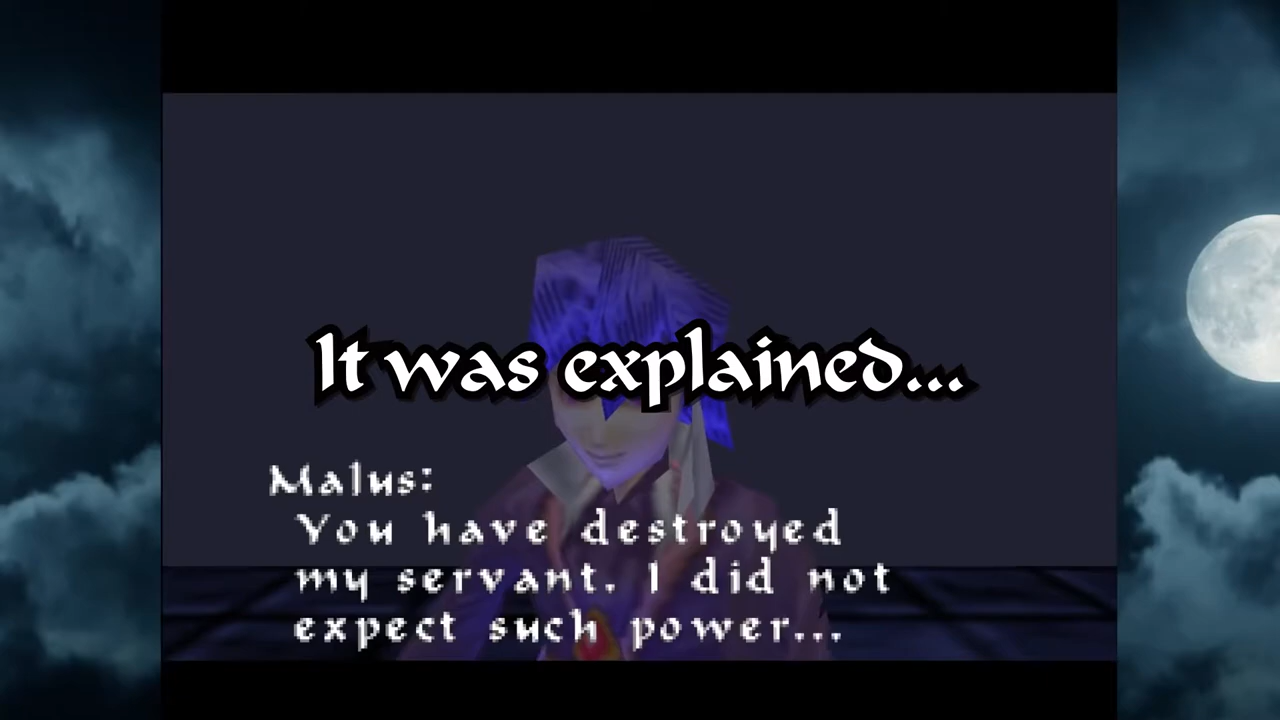 It was explained...
Malus:
You have destroyed
my servant. I did not
expect such power...